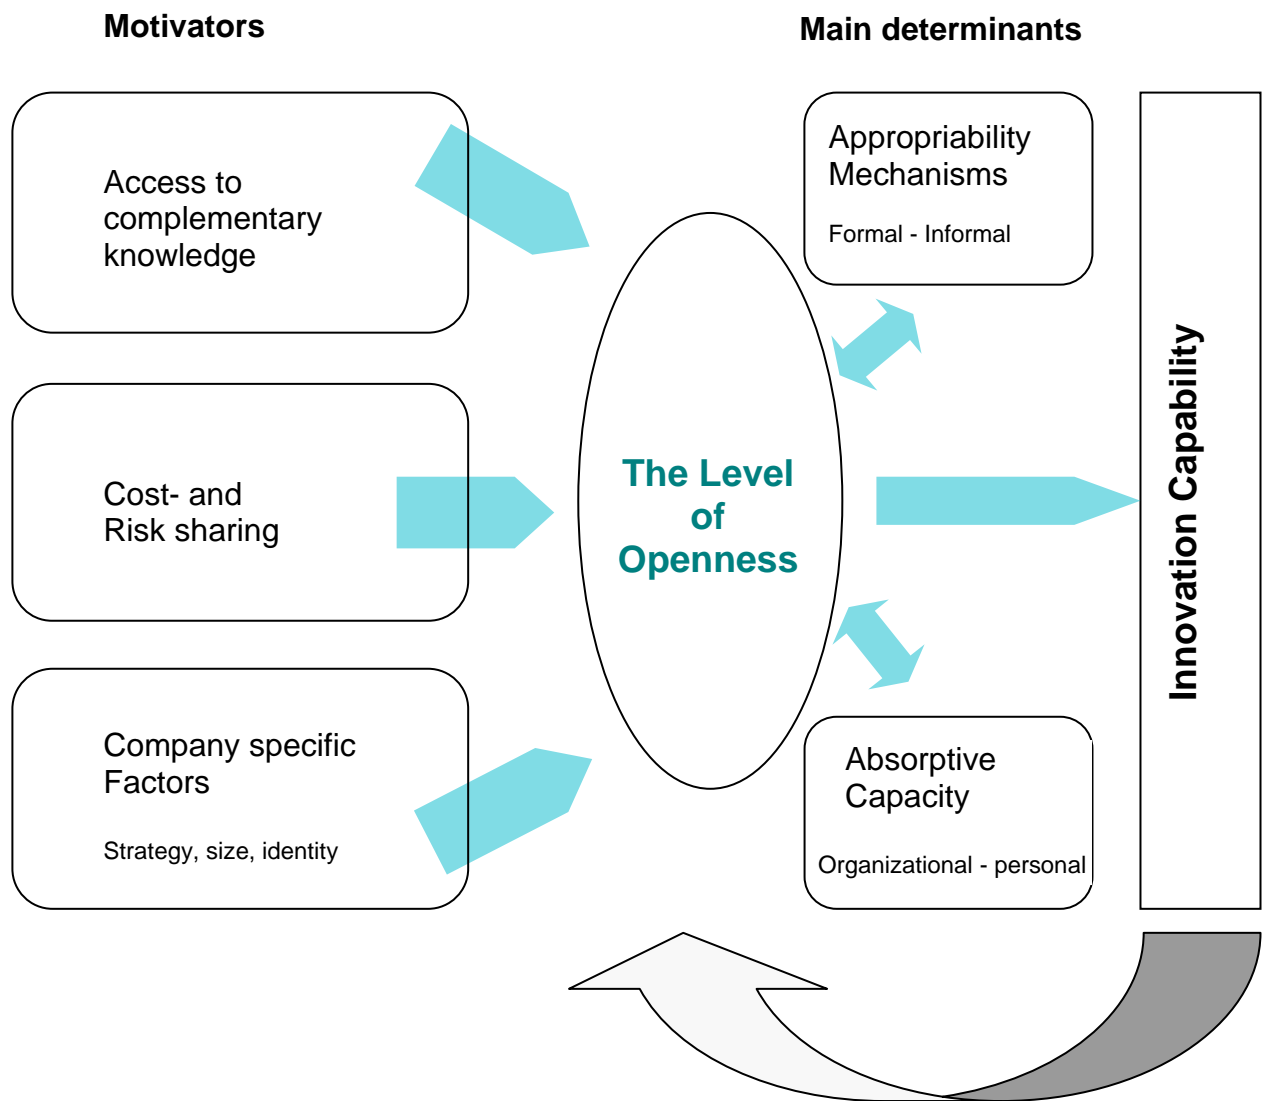 Motivators
Main determinants
Access to
complementary
knowledge
Cost- and
Risk sharing
Company specific
Factors
Strategy, size, identity
The Level
of
Openness
Appropriability
Mechanisms
Formal - Informal
Absorptive
Capacity
Organizational - personal
Innovation Capability